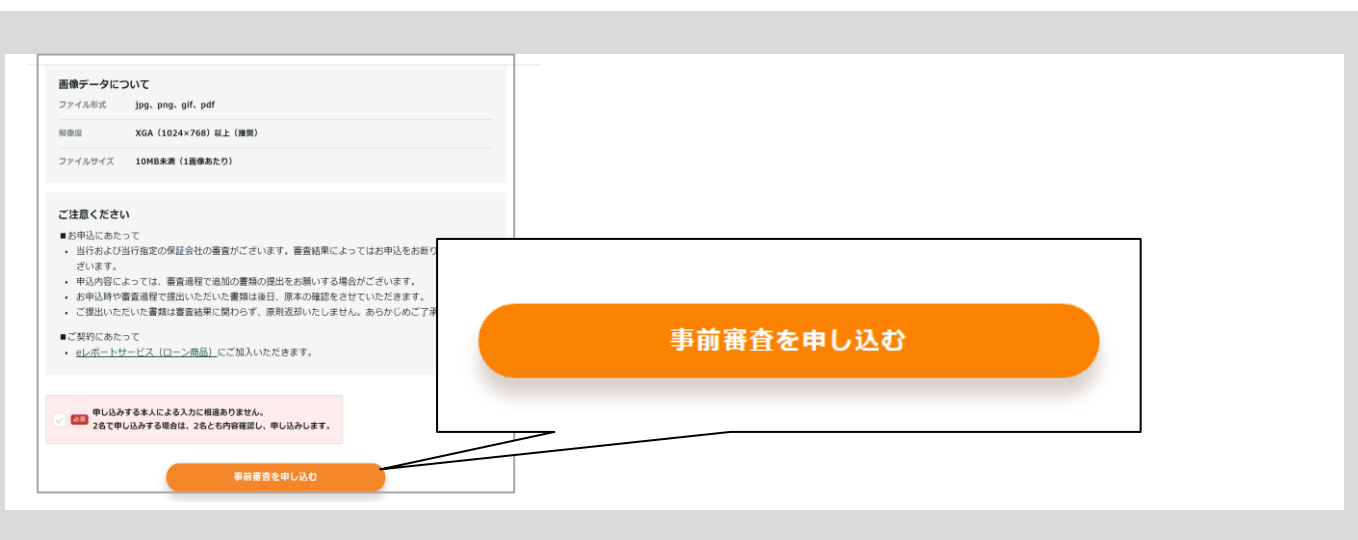 画像データについて
ファイル形式 jpg、png、gif、pdf
解像度 XGA（1024×768）以上（推奨）
ファイルサイズ 10MB未満（1画像あたり）
ご注意ください
■お申込にあたって
・ 当行および当行指定の保証会社の審査がございます。審査結果によってはお申込をお断り
ざいます。
・ 申込内容によっては、審査過程で追加の書類の提出をお願いする場合がございます。
・ お申込時や審査過程で提出いただいた書類は後日、原本の確認をさせていただきます。
・ ご提出いただいた書類は審査結果に関わらず、原則返却いたしません。あらかじめご了承
■ご契約にあたって
・ eレポートサービス（ローン商品）にご加入いただきます。
必須 申し込みする本人による入力に相違ありません。
2名で申し込みする場合は、2名とも内容確認し、申し込みします。
事前審査を申し込む
事前審査を申し込む